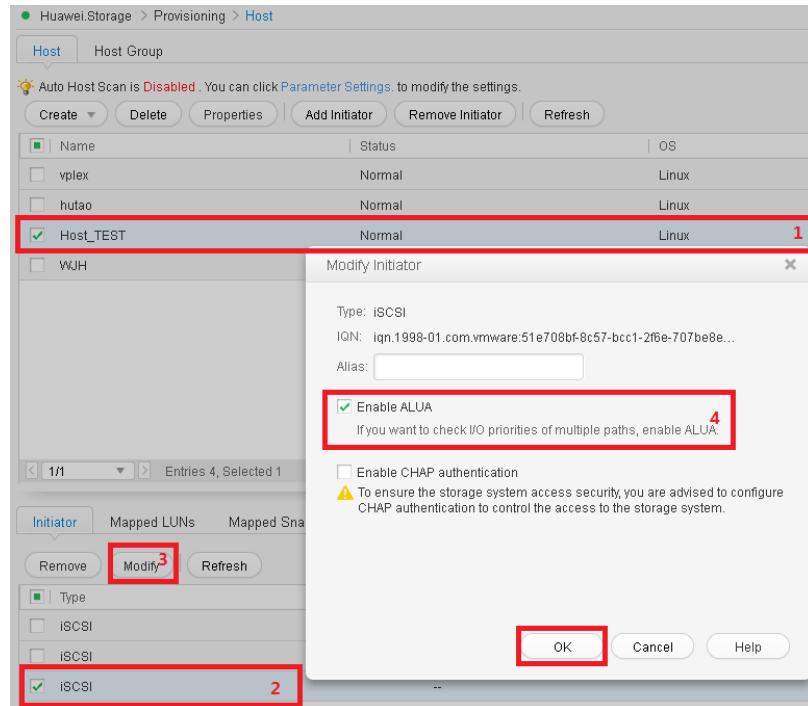 Huawei.Storage > Provisioning > Host
Host Host Group
Auto Host Scan is Disabled . You can click Parameter Settings. to modify the settings.
Create Delete Properties Add Initiator Remove Initiator Refresh
Name Status OS
vplex Normal Linux
hutao Normal Linux
Host_TEST Normal Linux 1
WJH
Modify Initiator
Type: iSCSI
IQN: iqn.1998-01.com.vmware:51e708bf-8c57-bcc1-2f6e-707be8e...
Alias:
Enable ALUA 4
If you want to check I/O priorities of multiple paths, enable ALUA.
Enable CHAP authentication
To ensure the storage system access security, you are advised to configure
CHAP authentication to control the access to the storage system.
OK Cancel Help
1/1 Entries 4, Selected 1
Initiator Mapped LUNs Mapped Sna
Remove Modify 3 Refresh
Type
iSCSI
iSCSI
iSCSI 2 --